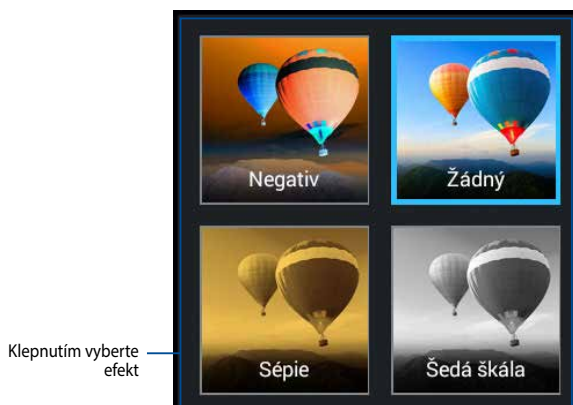 Negativ
Žádný
Sépie
Šedá škála
Klepnutím vyberte
efekt